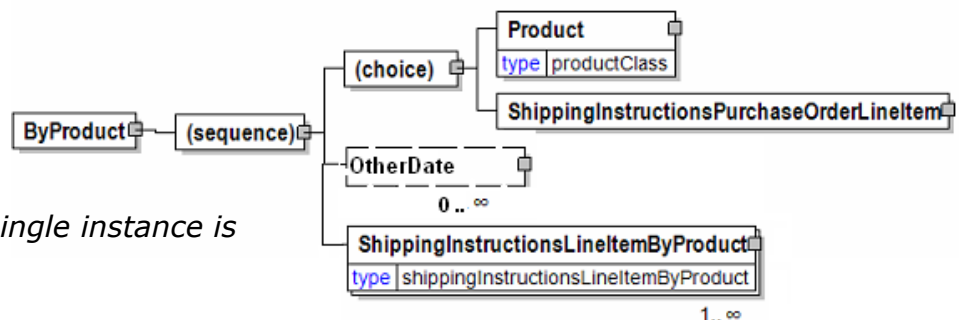 Product
type productClass
(choice)
ShippingInstructionsPurchaseOrderLineItem
ByProduct
(sequence)
OtherDate
0 .. ∞
ingle instance is
ShippingInstructionsLineItemByProduct
type shippingInstructionsLineItemByProduct
1.. ∞